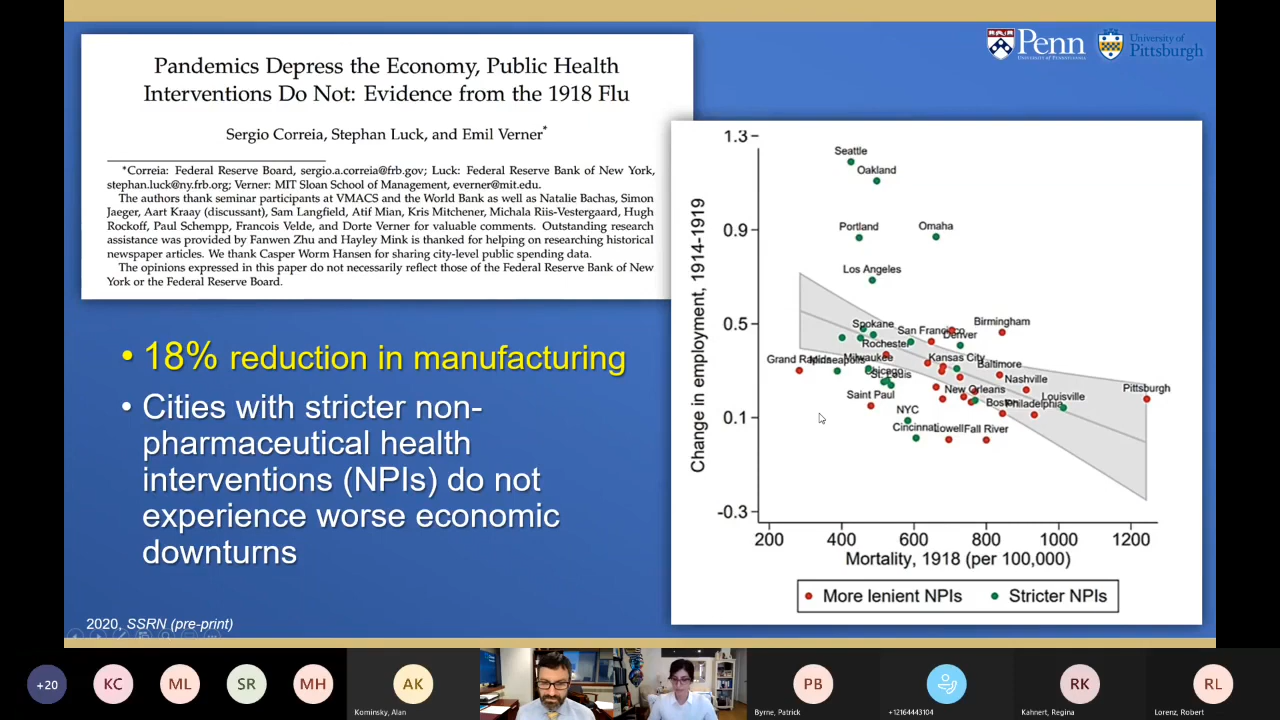 Pandemics Depress the Economy, Public Health
Interventions Do Not: Evidence from the 1918 Flu
Sergio Correia, Stephan Luck, and Emil Verner*
*Correia: Federal Reserve Board, sergio.a.correia@frb.gov; Luck: Federal Reserve Bank of New York,
stephan.luck@ny.frb.org; Verner: MIT Sloan School of Management, everner@mit.edu.
The authors thank seminar participants at VMACS and the World Bank as well as Natalie Bachas, Simon
Jaeger, Aart Kraay (discussant), Sam Langfield, Atif Mian, Kris Mitchener, Michala Riis-Vestergaard, Hugh
Rockoff, Paul Schempp, Francois Velde, and Dorte Verner for valuable comments. Outstanding research
assistance was provided by Fanwen Zhu and Hayley Mink is thanked for helping on researching historical
newspaper articles. We thank Casper Worm Hansen for sharing city-level public spending data.
The opinions expressed in this paper do not necessarily reflect those of the Federal Reserve Bank of New
York or the Federal Reserve Board.
Penn
UNIVERSITY OF PENNSYLVANIA
University of
Pittsburgh
• 18% reduction in manufacturing
• Cities with stricter non-
pharmaceutical health
interventions (NPIs) do not
experience worse economic
downturns
2020, SSRN (pre-print)
Change in employment, 1914-1919
1.3
0.9
0.5
0.1
-0.3
Seattle
Oakland
Portland
Omaha
Los Angeles
Spokane
San Francisco
Birmingham
Denver
Rochester
Grand Rapids
Minneapolis
Milwaukee
Kansas City
Baltimore
Chicago
St. Louis
Nashville
Pittsburgh
Saint Paul
New Orleans
Louisville
NYC
Boston
Philadelphia
Cincinnati
Lowell
Fall River
200 400 600 800 1000 1200
Mortality, 1918 (per 100,000)
More lenient NPIs
Stricter NPIs
+20
KC
ML
SR
MH
AK
Kominsky, Alan
PB
Byrne, Patrick
+12164443104
RK
Kahnert, Regina
RL
Lorenz, Robert